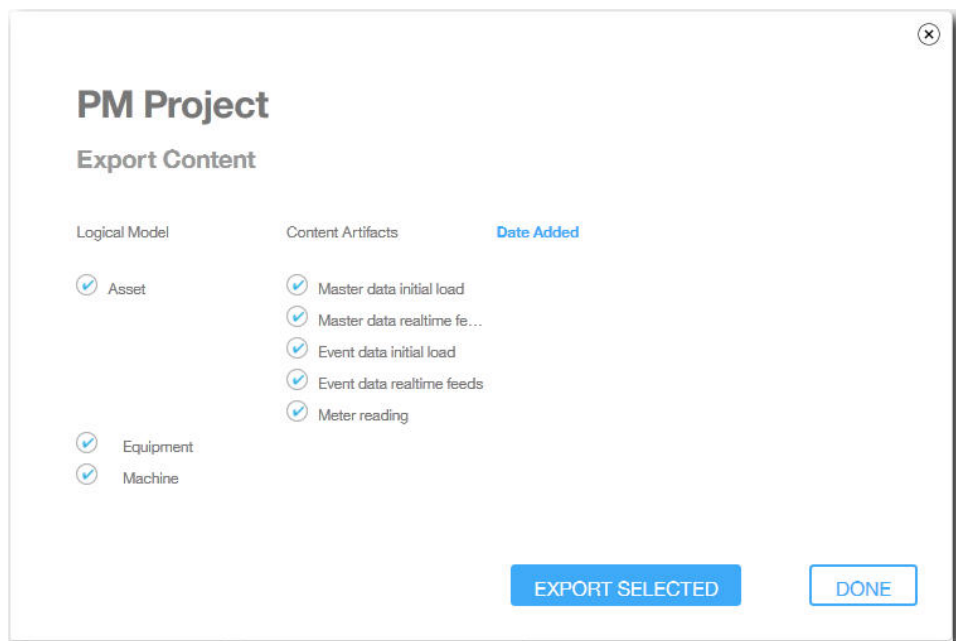 PM Project
Export Content
Logical Model Content Artifacts Date Added
Asset Master data initial load
Master data realtime fe...
Event data initial load
Event data realtime feeds
Meter reading
Equipment
Machine
EXPORT SELECTED DONE